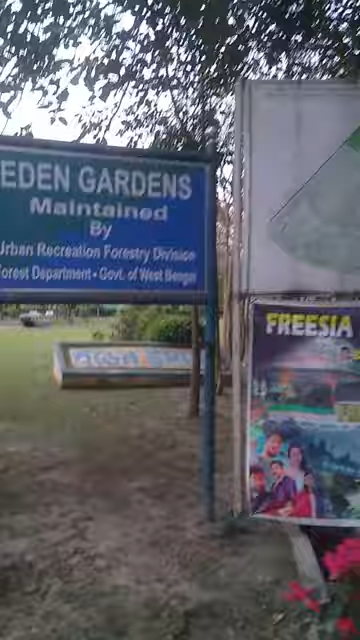 EDEN GARDENS
Maintained
By
Urban Recreation Forestry Division
Forest Department • Govt. of West Bengal
FREESIA